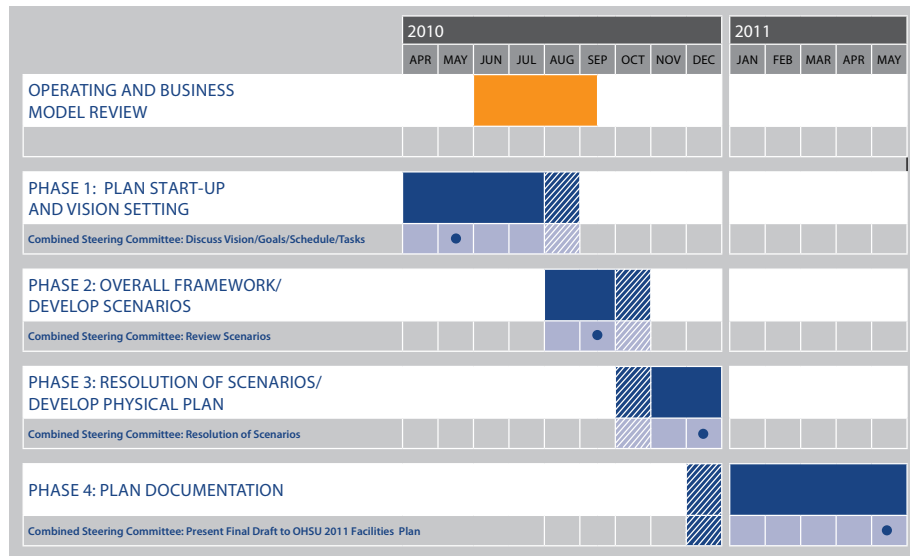 2010 2011
APR MAY JUN JUL AUG SEP OCT NOV DEC JAN FEB MAR APR MAY
OPERATING AND BUSINESS
MODEL REVIEW
PHASE 1: PLAN START-UP
AND VISION SETTING
Combined Steering Committee: Discuss Vision/Goals/Schedule/Tasks
PHASE 2: OVERALL FRAMEWORK/
DEVELOP SCENARIOS
Combined Steering Committee: Review Scenarios
PHASE 3: RESOLUTION OF SCENARIOS/
DEVELOP PHYSICAL PLAN
Combined Steering Committee: Resolution of Scenarios
PHASE 4: PLAN DOCUMENTATION
Combined Steering Committee: Present Final Draft to OHSU 2011 Facilities Plan